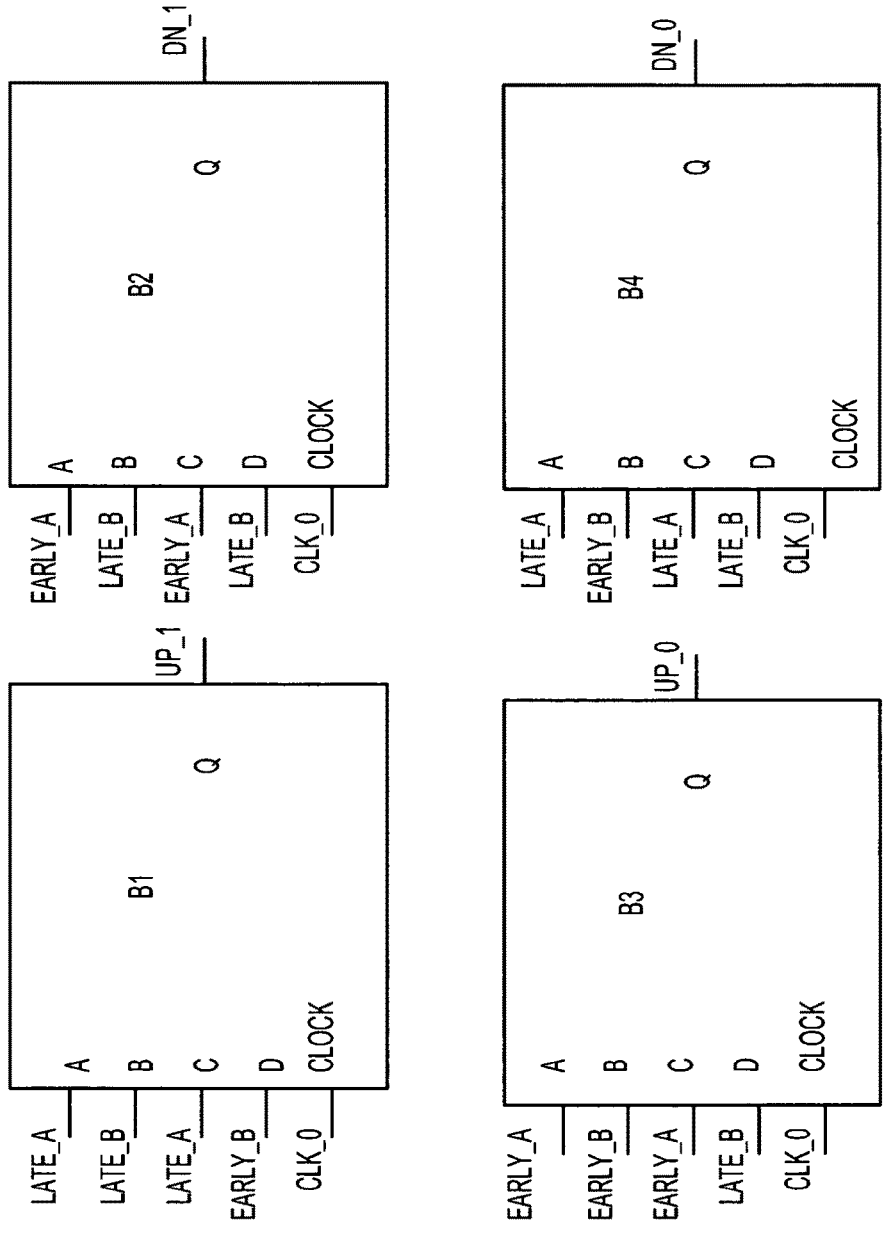 LATE_A
A
LATE_B
B
B1
LATE_A
C
Q
UP_1
EARLY_B
D
CLK_0
CLOCK
EARLY_A
A
LATE_B
B
B2
EARLY_A
C
Q
DN_1
LATE_B
D
CLK_0
CLOCK
EARLY_A
A
EARLY_B
B
B3
EARLY_A
C
Q
UP_0
LATE_B
D
CLK_0
CLOCK
LATE_A
A
EARLY_B
B
B4
LATE_A
C
Q
DN_0
LATE_B
D
CLK_0
CLOCK